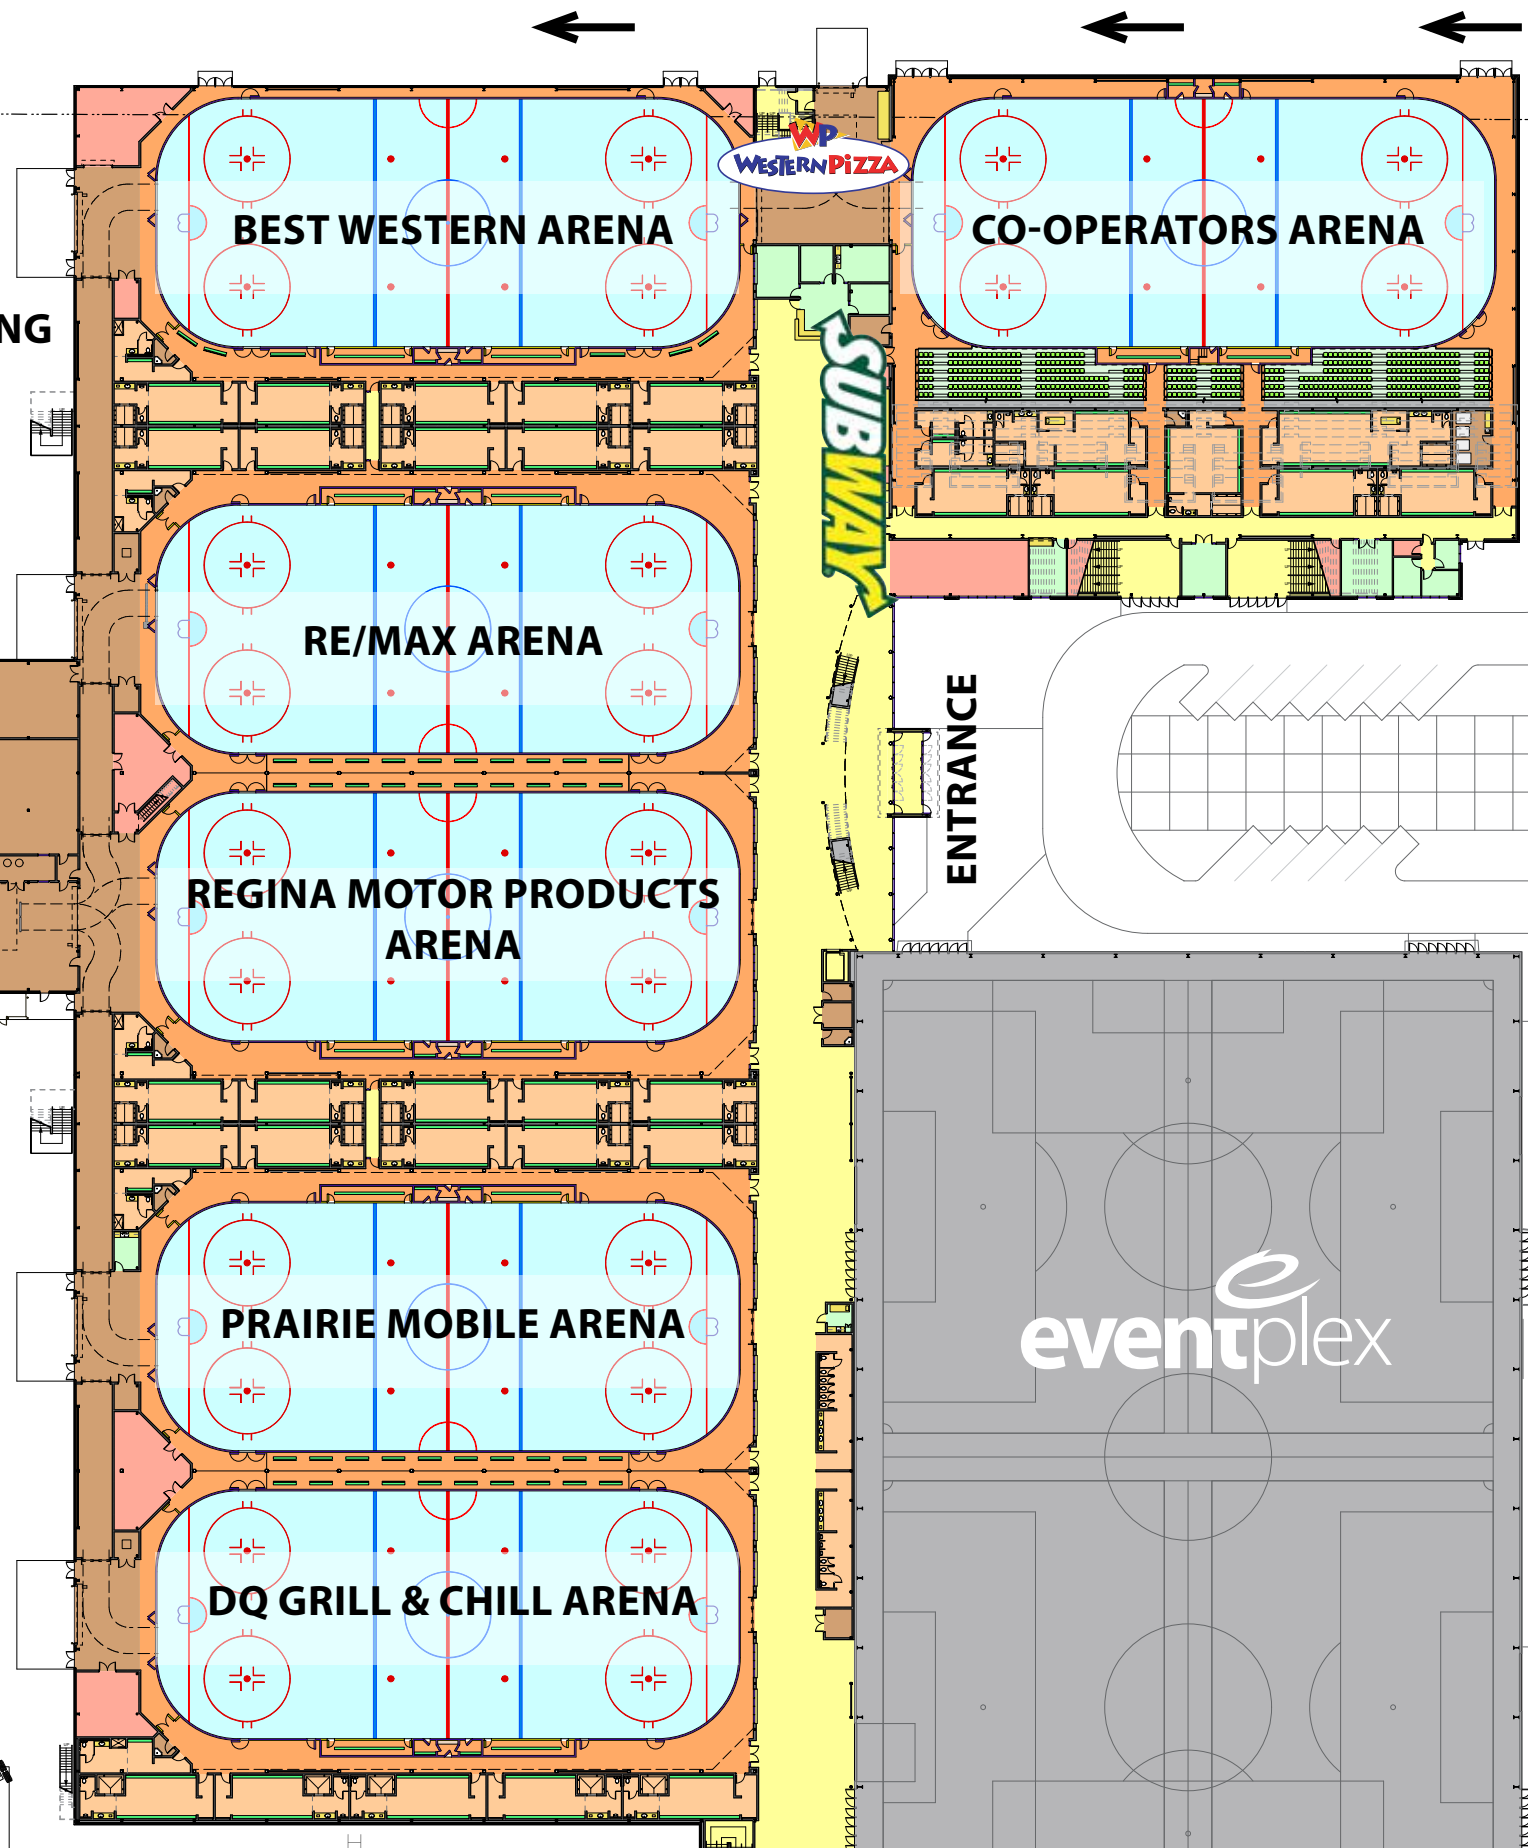 WP
WESTERN PIZZA
BEST WESTERN ARENA
CO-OPERATORS ARENA
NG
SUBWAY
RE/MAX ARENA
ENTRANCE
REGINA MOTOR PRODUCTS
ARENA
eventplex
PRAIRIE MOBILE ARENA
DQ GRILL & CHILL ARENA